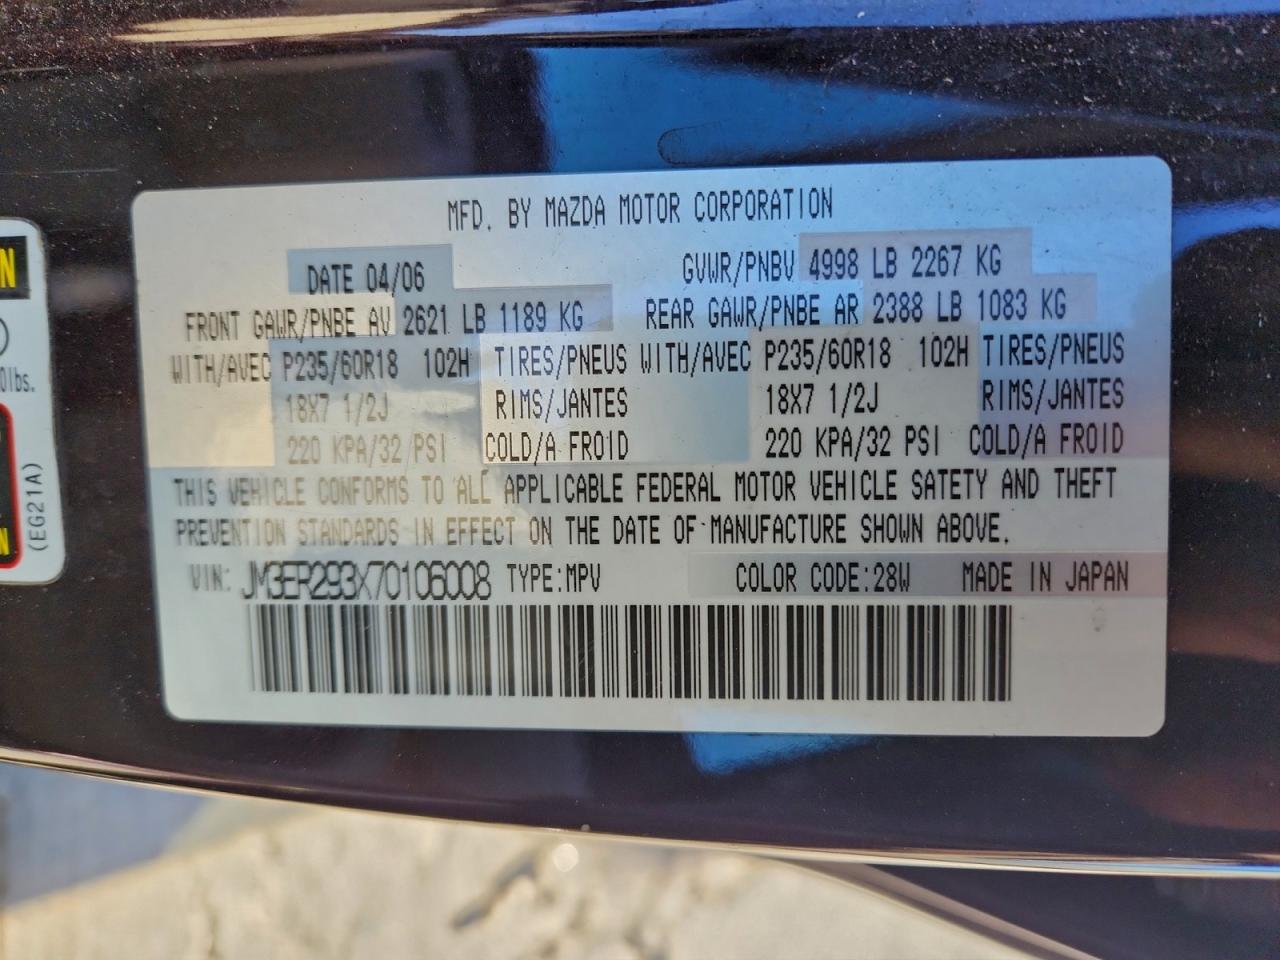 MFD. BY MAZDA MOTOR CORPORATION
DATE 04/06 GVWR/PNBV 4998 LB 2267 KG
FRONT GAWR/PNBE AV 2621 LB 1189 KG REAR GAWR/PNBE AR 2388 LB 1083 KG
WITH/AVEC P235/60R18 102H TIRES/PNEUS WITH/AVEC P235/60R18 102H TIRES/PNEUS
18X7 1/2J RIMS/JANTES 18X7 1/2J RIMS/JANTES
220 KPA/32 PSI COLD/A FROID 220 KPA/32 PSI COLD/A FROID
THIS VEHICLE CONFORMS TO ALL APPLICABLE FEDERAL MOTOR VEHICLE SATETY AND THEFT
PREVENTION STANDARDS IN EFFECT ON THE DATE OF MANUFACTURE SHOWN ABOVE.
VIN: JM3ER293X70106008 TYPE:MPV COLOR CODE:28W MADE IN JAPAN
lbs.
(EG21A)